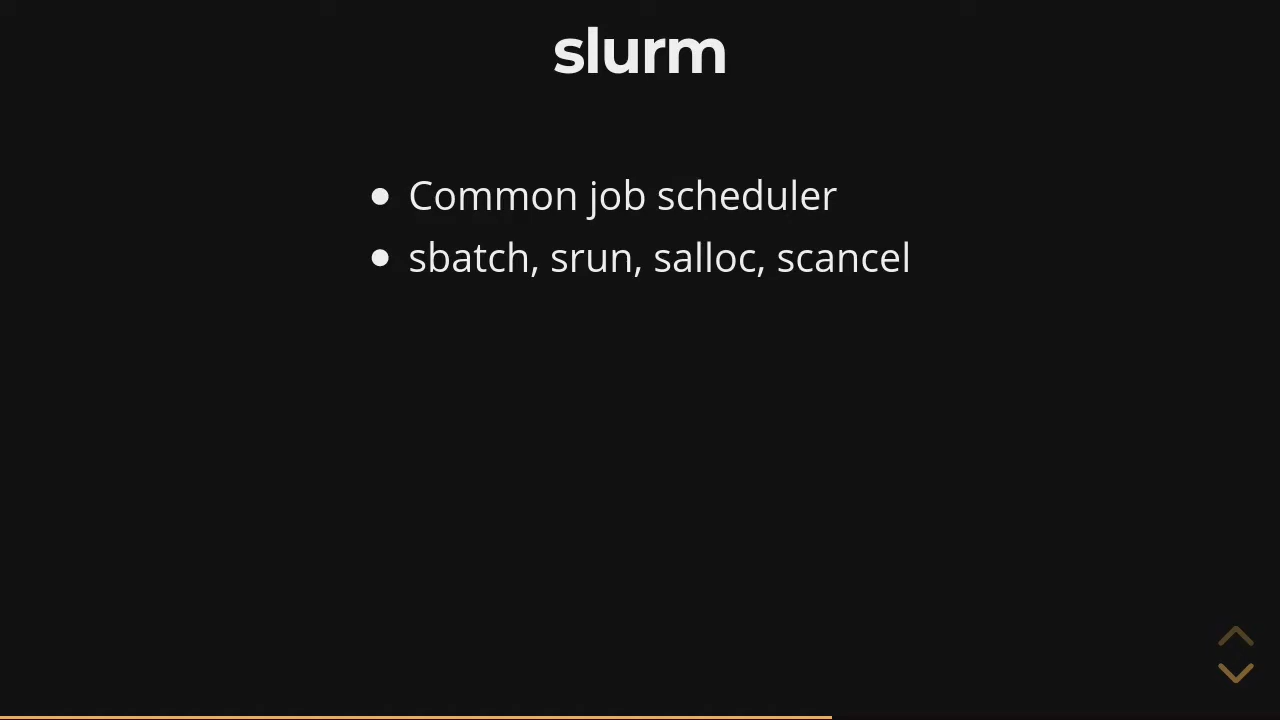 slurm
Common job scheduler
sbatch, srun, salloc, scancel